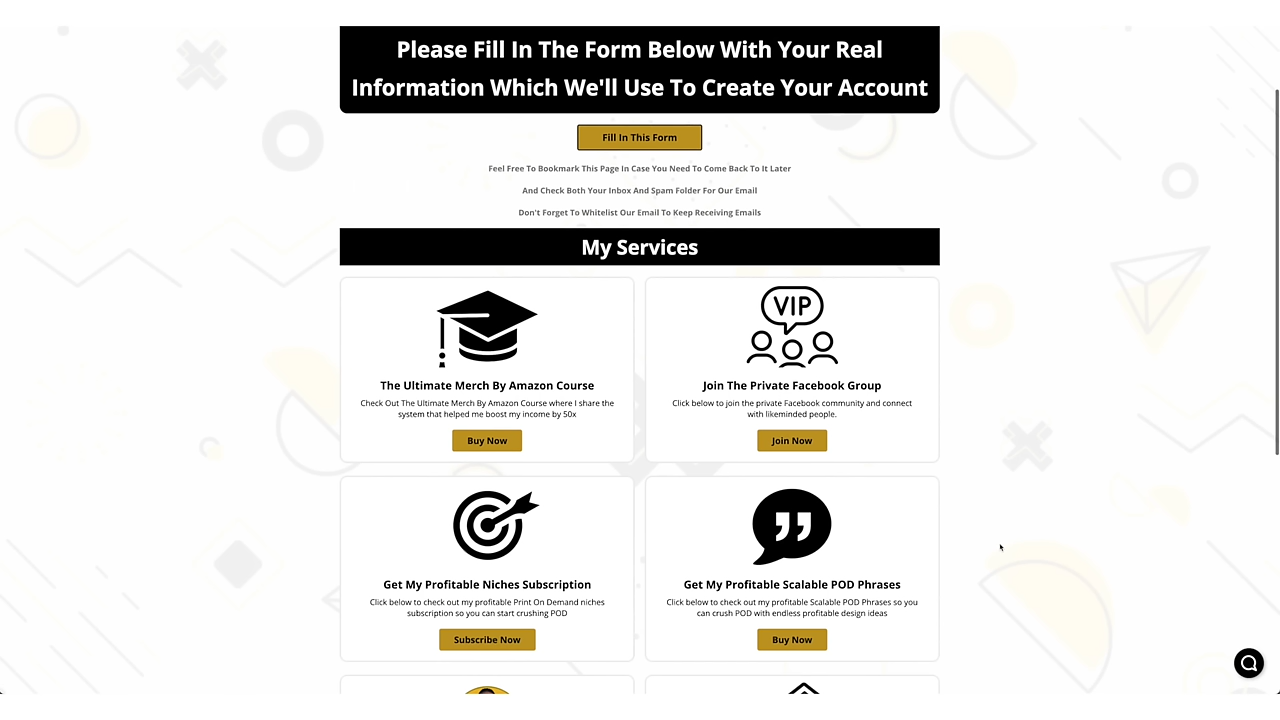 Please Fill In The Form Below With Your Real
Information Which We'll Use To Create Your Account
Fill In This Form
Feel Free To Bookmark This Page In Case You Need To Come Back To It Later
And Check Both Your Inbox And Spam Folder For Our Email
Don't Forget To Whitelist Our Email To Keep Receiving Emails
My Services
The Ultimate Merch By Amazon Course
Check Out The Ultimate Merch By Amazon Course where I share the
system that helped me boost my income by 50x
Buy Now
VIP
Join The Private Facebook Group
Click below to join the private Facebook community and connect
with likeminded people.
Join Now
Get My Profitable Niches Subscription
Click below to check out my profitable Print On Demand niches
subscription so you can start crushing POD
Subscribe Now
Get My Profitable Scalable POD Phrases
Click below to check out my profitable Scalable POD Phrases so you
can crush POD with endless profitable design ideas
Buy Now